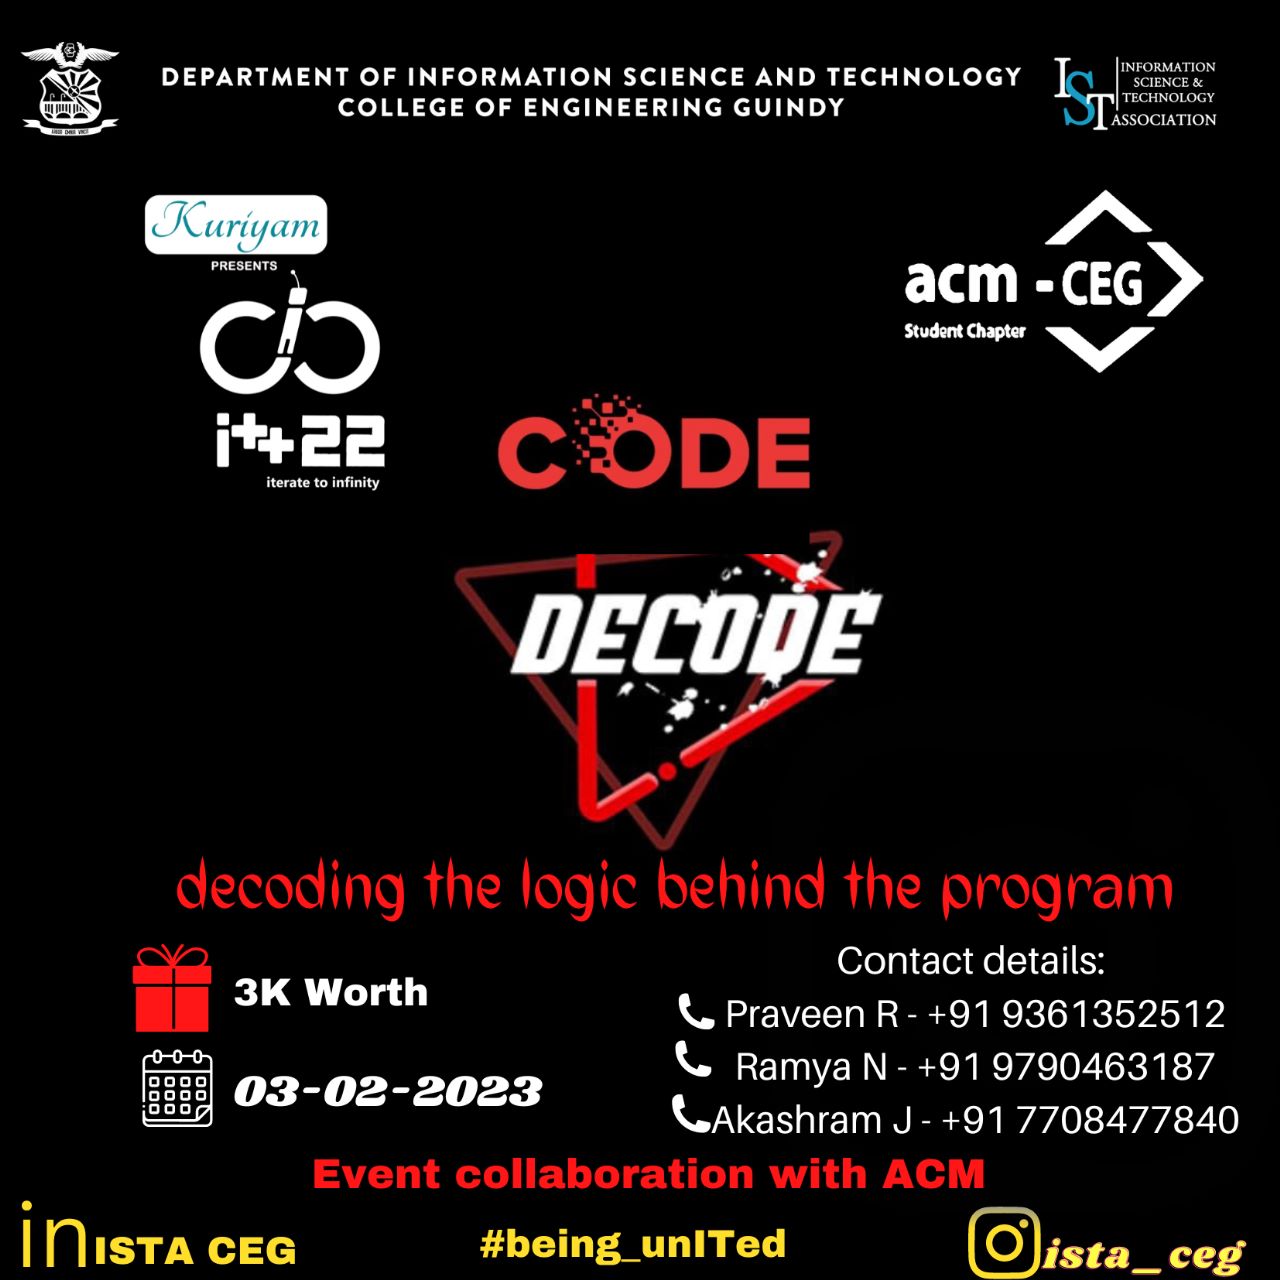 DEPARTMENT OF INFORMATION SCIENCE AND TECHNOLOGY
COLLEGE OF ENGINEERING GUINDY
INFORMATION
SCIENCE &
TECHNOLOGY
ASSOCIATION
IST
Kuriyam
PRESENTS
i++22
iterate to infinity
acm - CEG
Student Chapter
CODE
DECODE
decoding the logic behind the program
3K Worth
03-02-2023
Contact details:
Praveen R - +91 9361352512
Ramya N - +91 9790463187
Akashram J - +91 7708477840
Event collaboration with ACM
in ISTA CEG
#being_unITed
ista_ceg